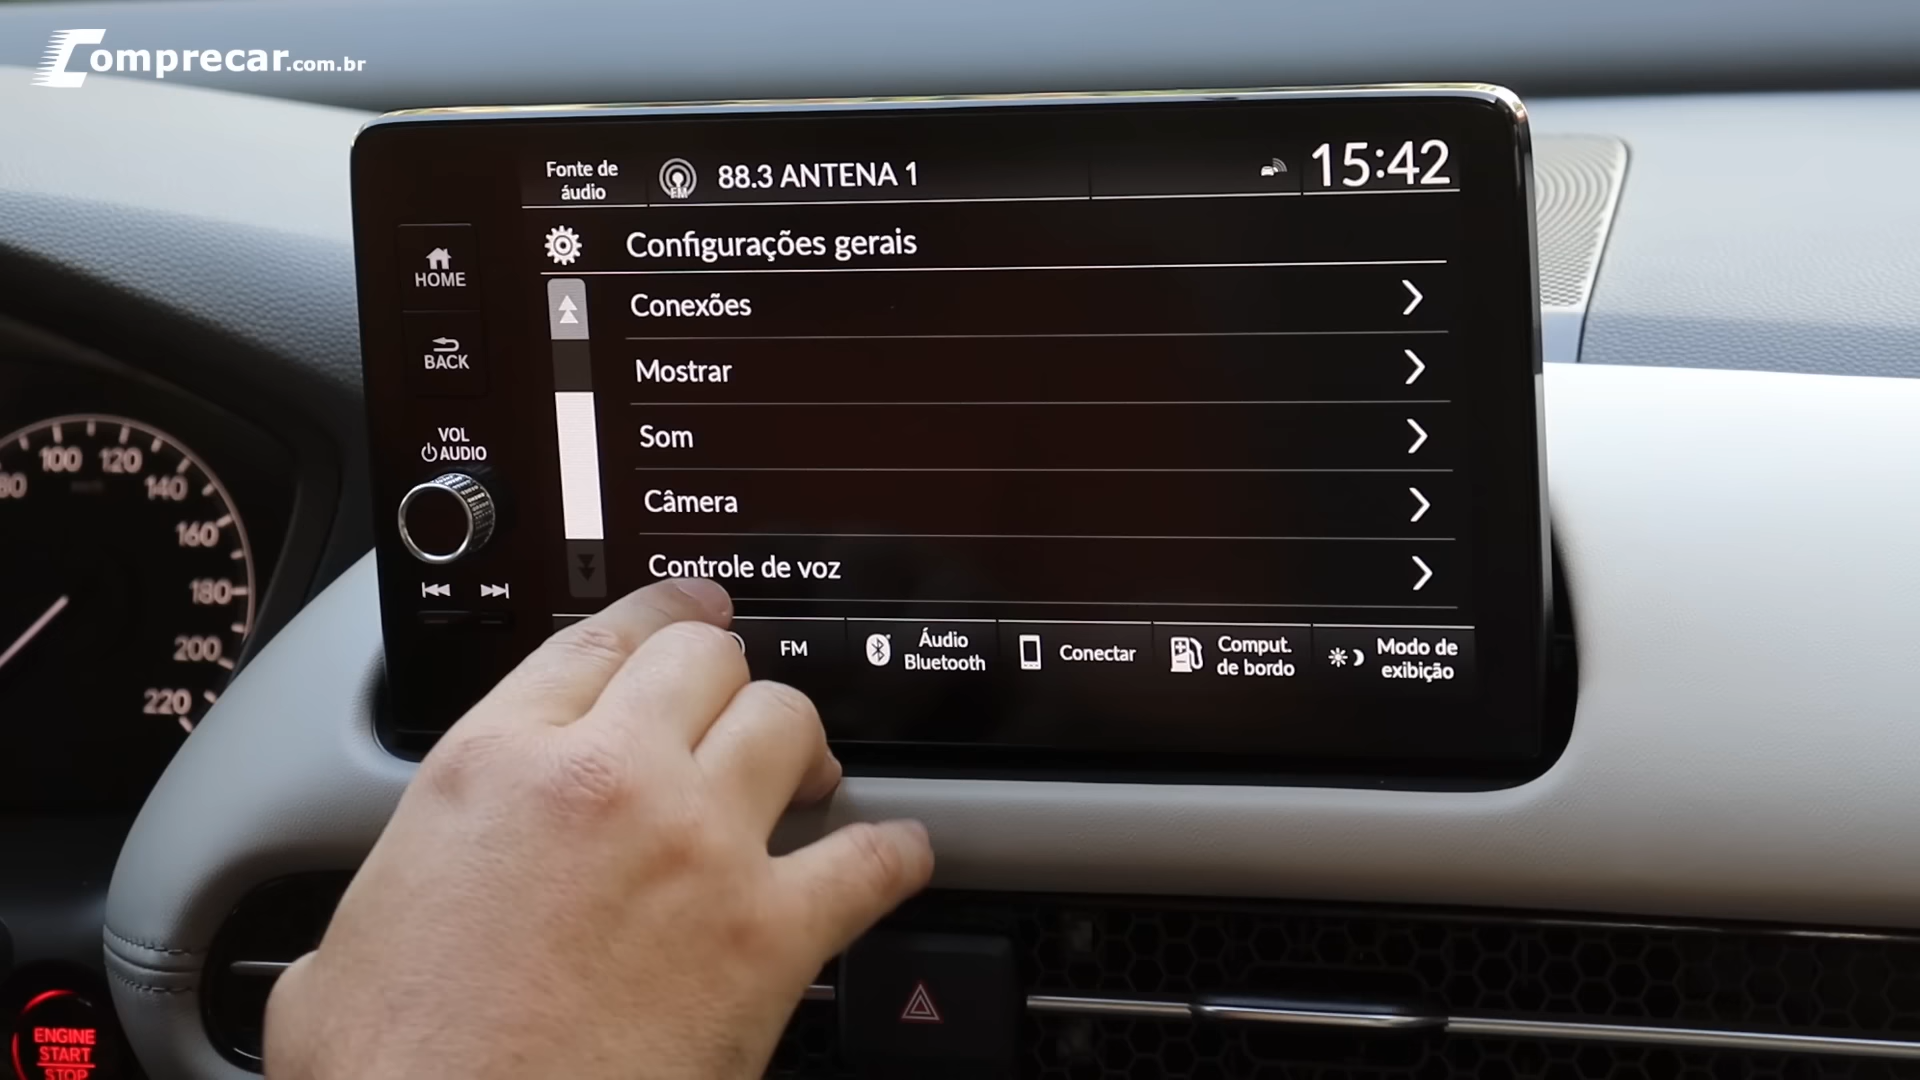 Comprecar.com.br
Fonte de
áudio
FM
88.3 ANTENA 1
15:42
Configurações gerais
HOME
Conexões
BACK
Mostrar
VOL
AUDIO
Som
Câmera
Controle de voz
FM
Áudio
Bluetooth
Conectar
Comput.
de bordo
Modo de
exibição
80
100
120
140
160
180
200
220
ENGINE
START
STOP